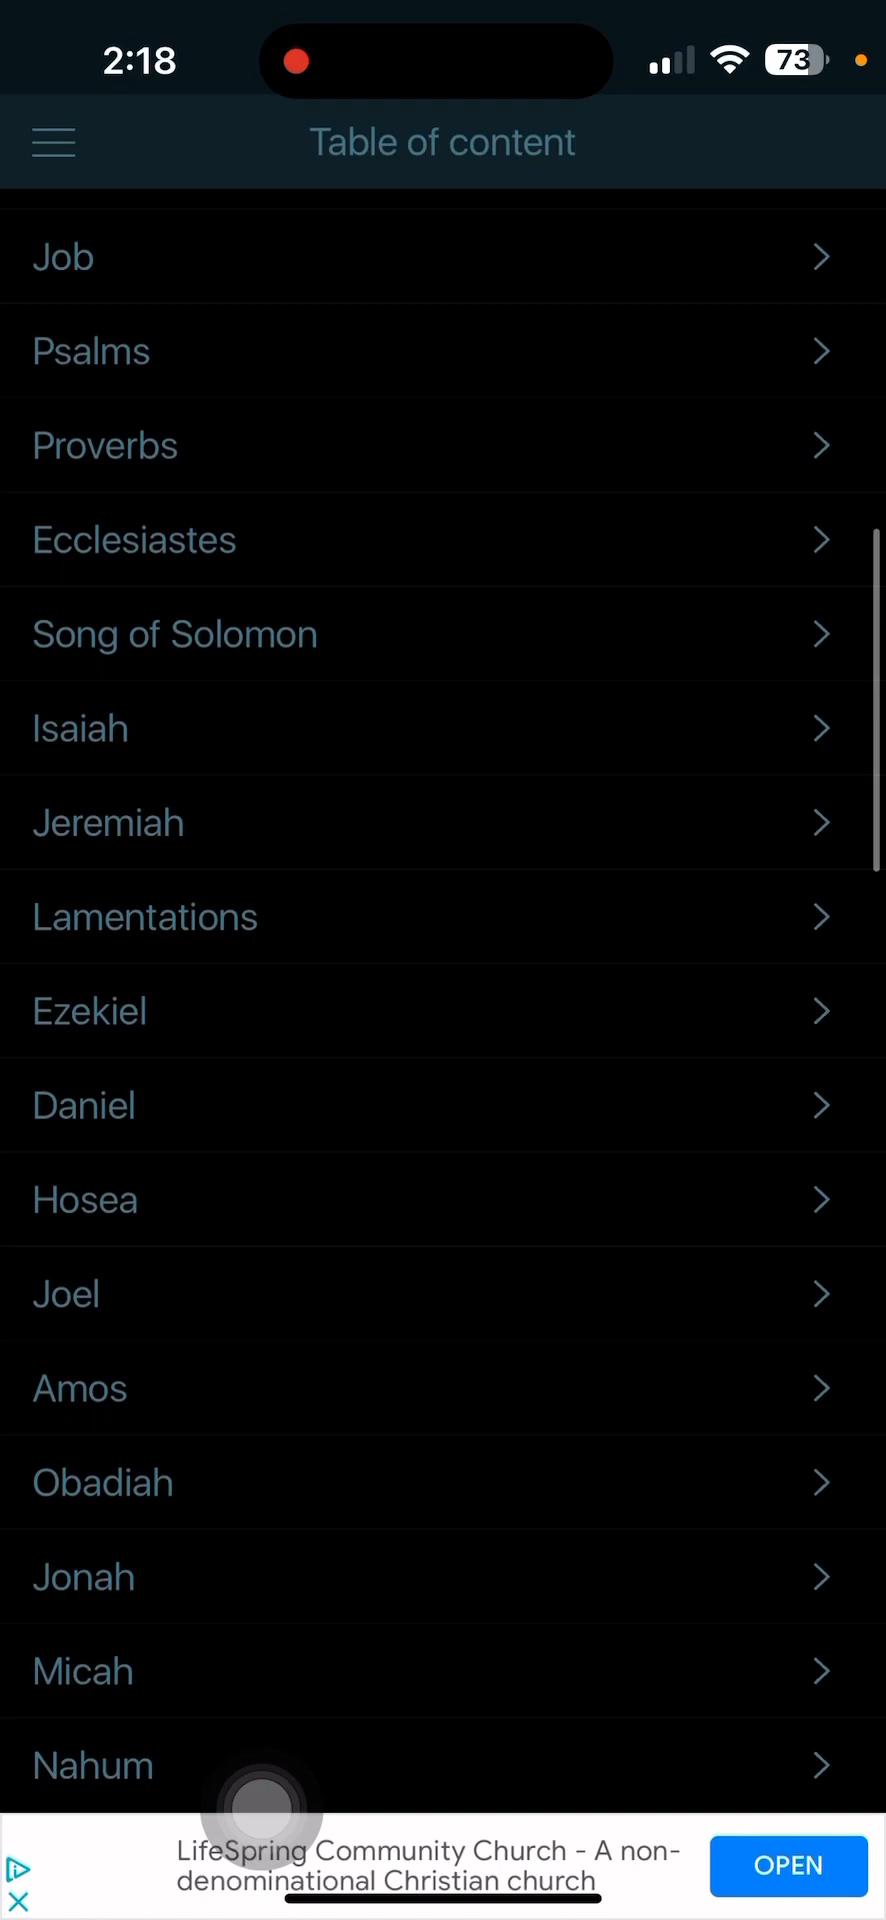 2:18
73
Table of content
Job
Psalms
Proverbs
Ecclesiastes
Song of Solomon
Isaiah
Jeremiah
Lamentations
Ezekiel
Daniel
Hosea
Joel
Amos
Obadiah
Jonah
Micah
Nahum
LifeSpring Community Church - A non-
denominational Christian church
OPEN